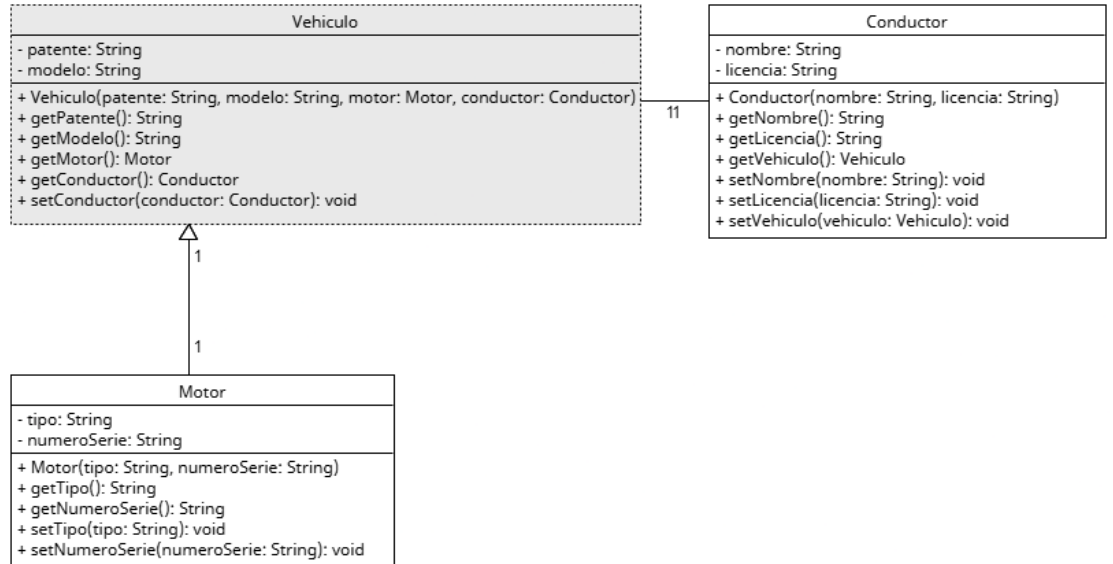 Vehiculo
- patente: String
- modelo: String
+ Vehiculo(patente: String, modelo: String, motor: Motor, conductor: Conductor)
+ getPatente(): String
+ getModelo(): String
+ getMotor(): Motor
+ getConductor(): Conductor
+ setConductor(conductor: Conductor): void
11
Conductor
- nombre: String
- licencia: String
+ Conductor(nombre: String, licencia: String)
+ getNombre(): String
+ getLicencia(): String
+ getVehiculo(): Vehiculo
+ setNombre(nombre: String): void
+ setLicencia(licencia: String): void
+ setVehiculo(vehiculo: Vehiculo): void
1
1
Motor
- tipo: String
- numeroSerie: String
+ Motor(tipo: String, numeroSerie: String)
+ getTipo(): String
+ getNumeroSerie(): String
+ setTipo(tipo: String): void
+ setNumeroSerie(numeroSerie: String): void